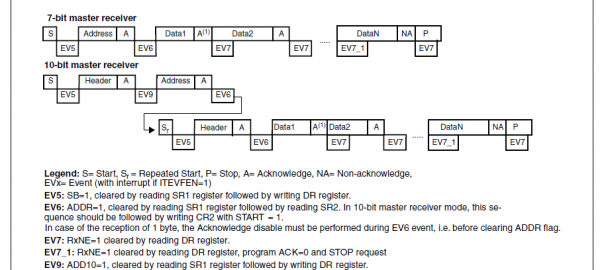 7-bit master receiver
S Address A Data1 A(1) Data2 A ..... DataN NA P
EV5 EV6 EV7 EV7 EV7_1 EV7
10-bit master receiver
S Header A Address A
EV5 EV9 EV6
Sr Header A Data1 A(1) Data2 A ..... DataN NA P
EV5 EV6 EV7 EV7 EV7_1 EV7
Legend: S= Start, Sr = Repeated Start, P= Stop, A= Acknowledge, NA= Non-acknowledge,
EVx= Event (with interrupt if ITEVFEN=1)
EV5: SB=1, cleared by reading SR1 register followed by writing DR register.
EV6: ADDR=1, cleared by reading SR1 register followed by reading SR2. In 10-bit master receiver mode, this se-
quence should be followed by writing CR2 with START = 1.
In case of the reception of 1 byte, the Acknowledge disable must be performed during EV6 event, i.e. before clearing ADDR flag.
EV7: RxNE=1 cleared by reading DR register.
EV7_1: RxNE=1 cleared by reading DR register, program ACK=0 and STOP request
EV9: ADD10=1, cleared by reading SR1 register followed by writing DR register.